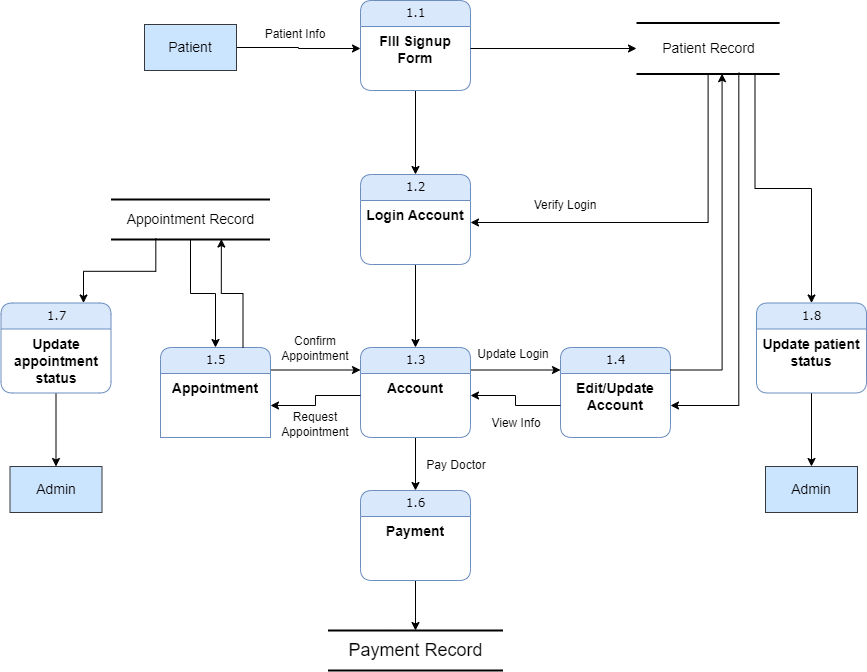 1.1
FIll Signup
Form
Patient
Patient Info
Patient Record
1.2
Login Account
Verify Login
Appointment Record
1.7
Update
appointment
status
1.8
Update patient
status
1.5
Appointment
Confirm
Appointment
Request
Appointment
1.3
Account
Update Login
View Info
1.4
Edit/Update
Account
Pay Doctor
Admin
Admin
1.6
Payment
Payment Record